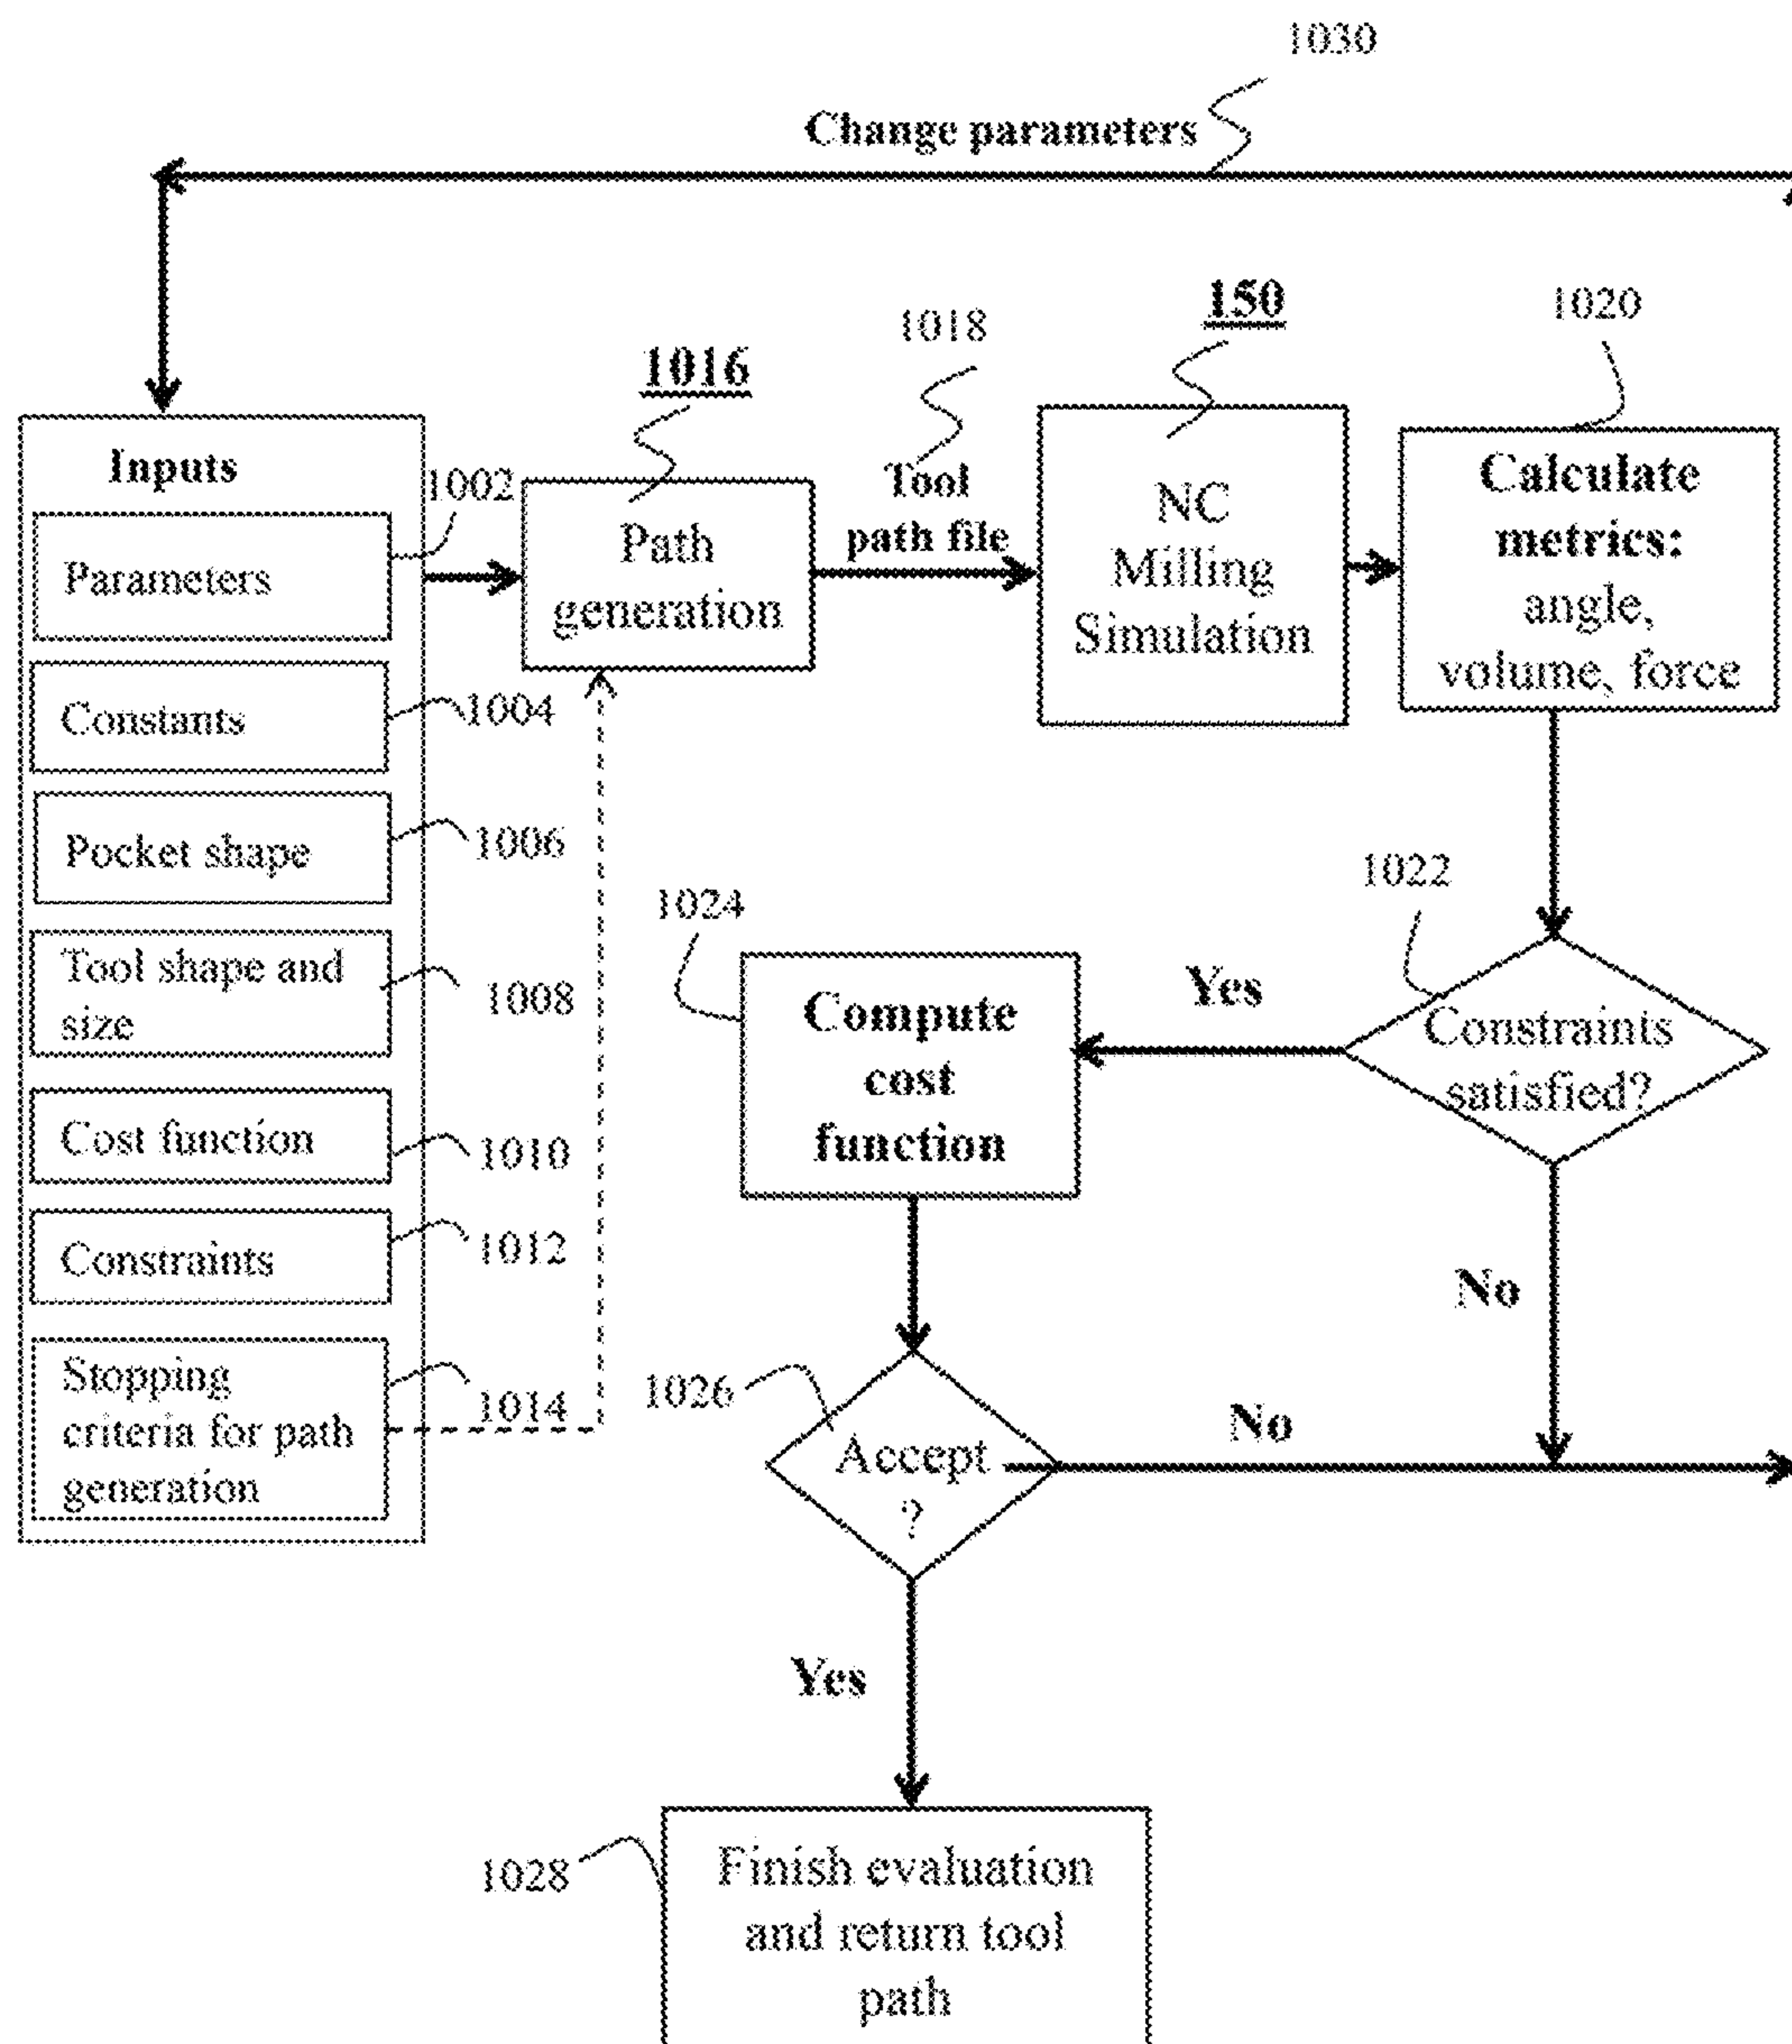 1030
Change parameters
150
1018
1020
1016
Inputs
1002
Parameters
Constants
1004
Pocket shape
1006
Tool shape and
size
1008
Cost function
1010
Constraints
1012
Stopping
criteria for path
generation
1014
Path
generation
Tool
path file
NC
Milling
Simulation
Calculate
metrics:
angle,
volume, force
1022
Constraints
satisfied?
Yes
No
1024
Compute
cost
function
1026
Accept
?
No
Yes
1028
Finish evaluation
and return tool
path